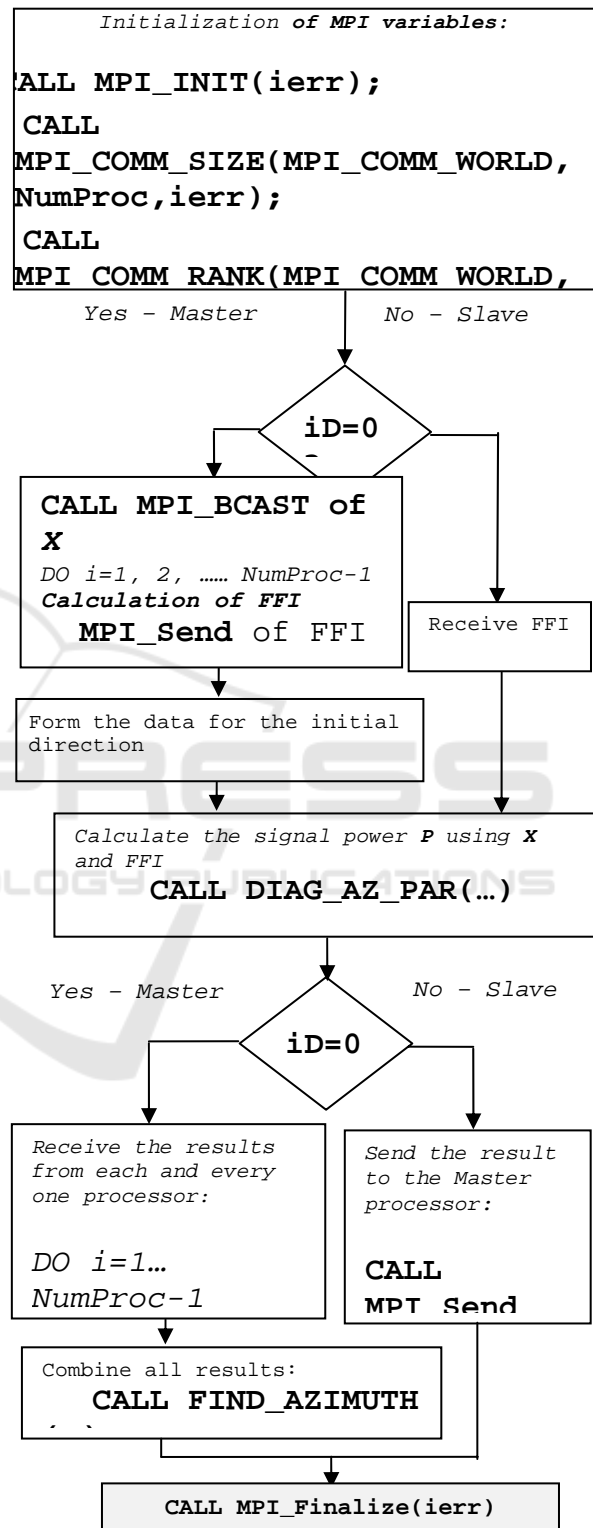 Initialization of MPI variables:
CALL MPI_INIT(ierr);
CALL
MPI_COMM_SIZE(MPI_COMM_WORLD,
NumProc,ierr);
CALL
MPI_COMM_RANK(MPI_COMM_WORLD,
Yes – Master No – Slave
iD=0
CALL MPI_BCAST of
X
DO i=1, 2, …… NumProc-1
Calculation of FFI
MPI_Send of FFI
Receive FFI
Form the data for the initial
direction
Calculate the signal power P using X
and FFI
CALL DIAG_AZ_PAR(…)
Yes – Master No – Slave
iD=0
Receive the results
from each and every
one processor:
DO i=1…
NumProc-1
Send the result
to the Master
processor:
CALL
MPI_Send
Combine all results:
CALL FIND_AZIMUTH
CALL MPI_Finalize(ierr)